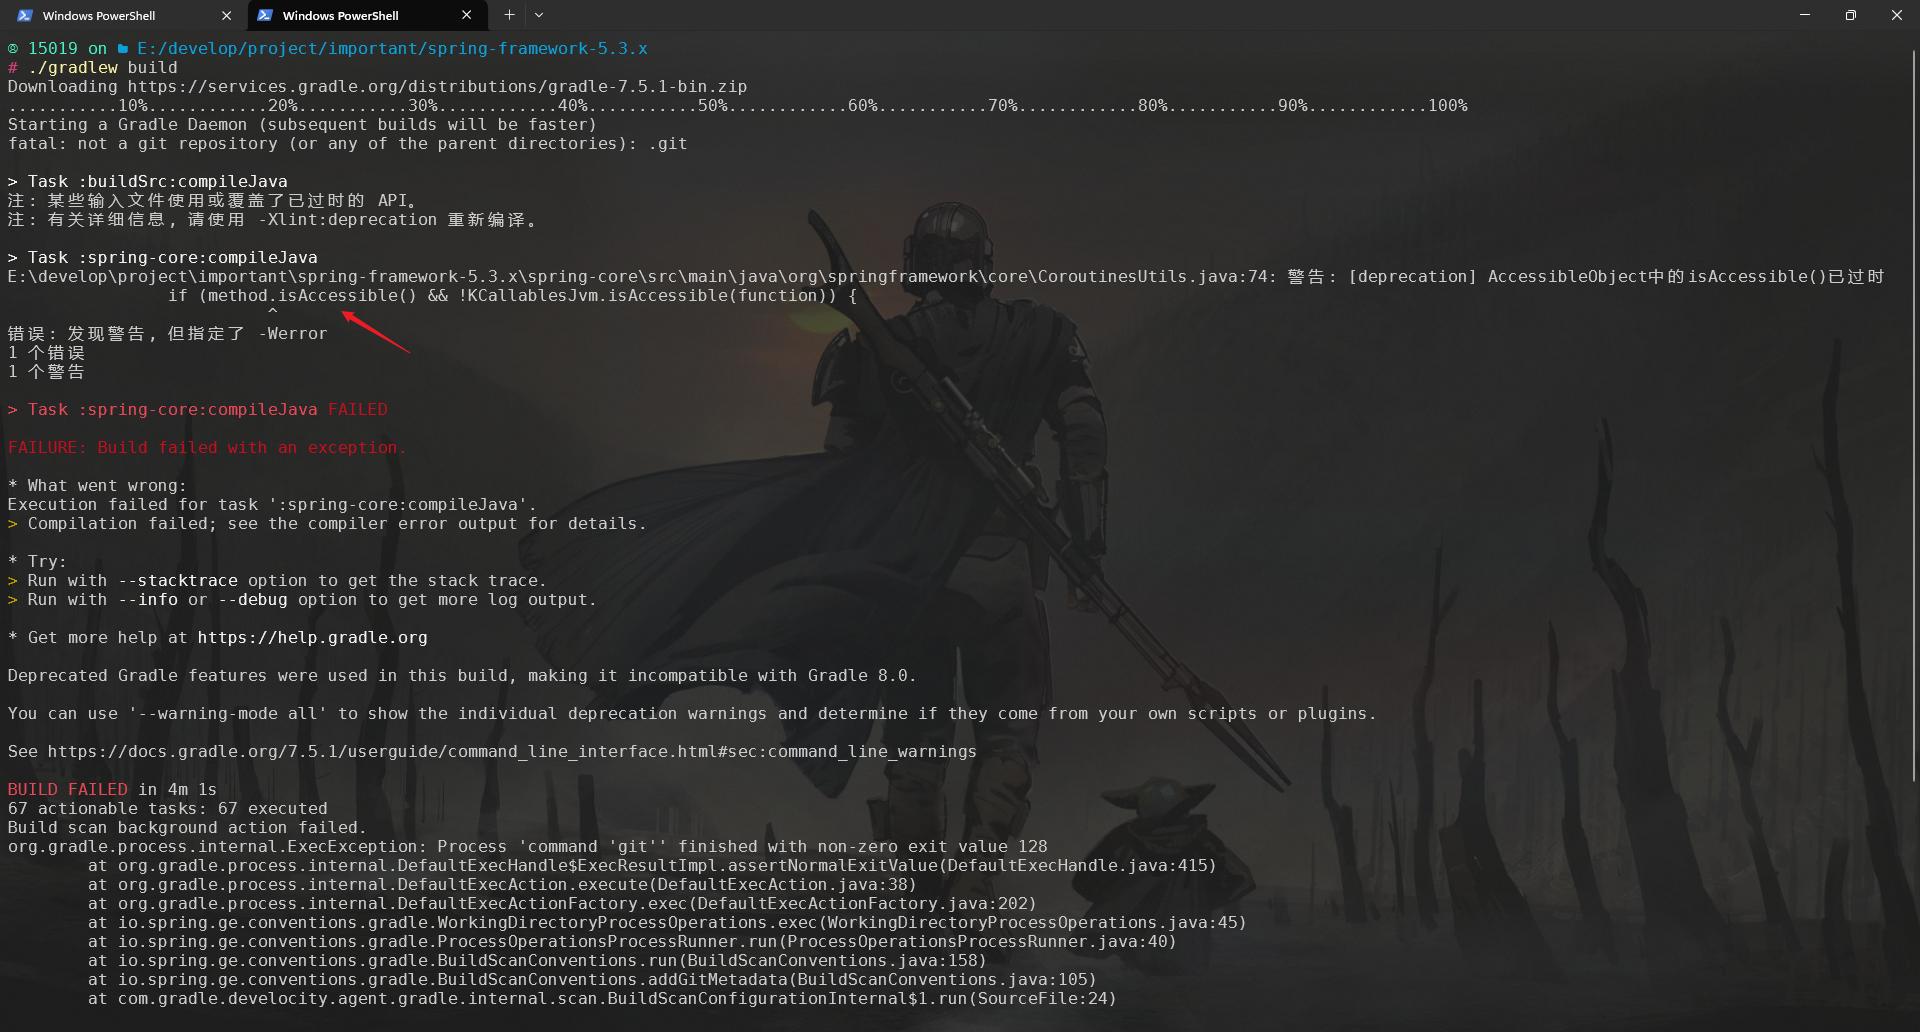 Windows PowerShell
Windows PowerShell
15019 on E:/develop/project/important/spring-framework-5.3.x
# ./gradlew build
Downloading https://services.gradle.org/distributions/gradle-7.5.1-bin.zip
...........10%............20%...........30%............40%...........50%............60%...........70%............80%...........90%............100%
Starting a Gradle Daemon (subsequent builds will be faster)
fatal: not a git repository (or any of the parent directories): .git
> Task :buildSrc:compileJava
注: 某些输入文件使用或覆盖了已过时的 API。
注: 有关详细信息, 请使用 -Xlint:deprecation 重新编译。
> Task :spring-core:compileJava
E:\develop\project\important\spring-framework-5.3.x\spring-core\src\main\java\org\springframework\core\CoroutinesUtils.java:74: 警告: [deprecation] AccessibleObject中的isAccessible()已过时
if (method.isAccessible() && !KCallablesJvm.isAccessible(function)) {
^
错误: 发现警告, 但指定了 -Werror
1 个错误
1 个警告
> Task :spring-core:compileJava FAILED
FAILURE: Build failed with an exception.
* What went wrong:
Execution failed for task ':spring-core:compileJava'.
> Compilation failed; see the compiler error output for details.
* Try:
> Run with --stacktrace option to get the stack trace.
> Run with --info or --debug option to get more log output.
* Get more help at https://help.gradle.org
Deprecated Gradle features were used in this build, making it incompatible with Gradle 8.0.
You can use '--warning-mode all' to show the individual deprecation warnings and determine if they come from your own scripts or plugins.
See https://docs.gradle.org/7.5.1/userguide/command_line_interface.html#sec:command_line_warnings
BUILD FAILED in 4m 1s
67 actionable tasks: 67 executed
Build scan background action failed.
org.gradle.process.internal.ExecException: Process 'command 'git'' finished with non-zero exit value 128
at org.gradle.process.internal.DefaultExecHandle$ExecResultImpl.assertNormalExitValue(DefaultExecHandle.java:415)
at org.gradle.process.internal.DefaultExecAction.execute(DefaultExecAction.java:38)
at org.gradle.process.internal.DefaultExecActionFactory.exec(DefaultExecActionFactory.java:202)
at io.spring.ge.conventions.gradle.WorkingDirectoryProcessOperations.exec(WorkingDirectoryProcessOperations.java:45)
at io.spring.ge.conventions.gradle.ProcessOperationsProcessRunner.run(ProcessOperationsProcessRunner.java:40)
at io.spring.ge.conventions.gradle.BuildScanConventions.run(BuildScanConventions.java:158)
at io.spring.ge.conventions.gradle.BuildScanConventions.addGitMetadata(BuildScanConventions.java:105)
at com.gradle.develocity.agent.gradle.internal.scan.BuildScanConfigurationInternal$1.run(SourceFile:24)